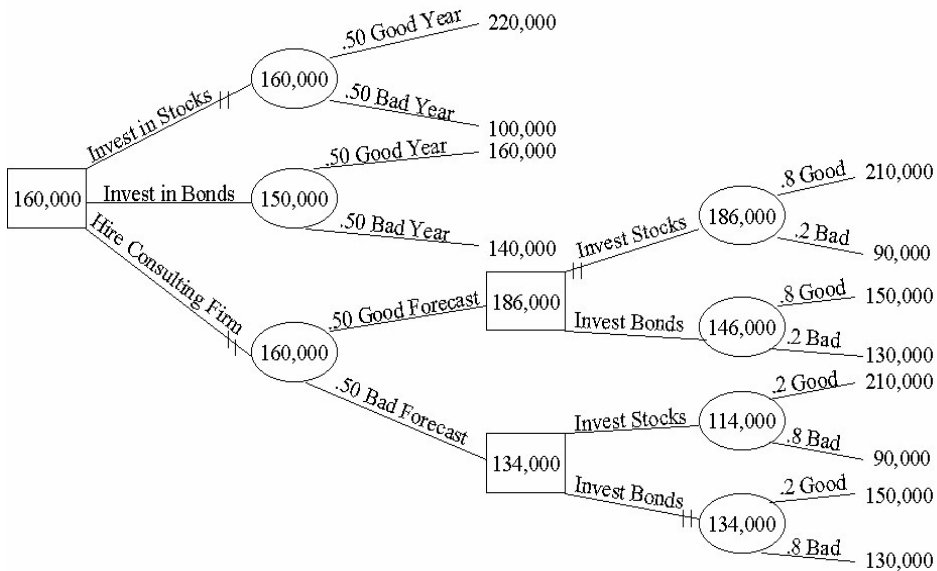 .50 Good Year
220,000
160,000
Invest in Stocks
.50 Bad Year
100,000
.50 Good Year
160,000
160,000
Invest in Bonds
150,000
.50 Bad Year
140,000
Hire Consulting Firm
160,000
.50 Good Forecast
186,000
Invest Stocks
186,000
.8 Good
210,000
.2 Bad
90,000
Invest Bonds
146,000
.8 Good
150,000
.2 Bad
130,000
.50 Bad Forecast
134,000
Invest Stocks
114,000
.2 Good
210,000
.8 Bad
90,000
Invest Bonds
134,000
.2 Good
150,000
.8 Bad
130,000